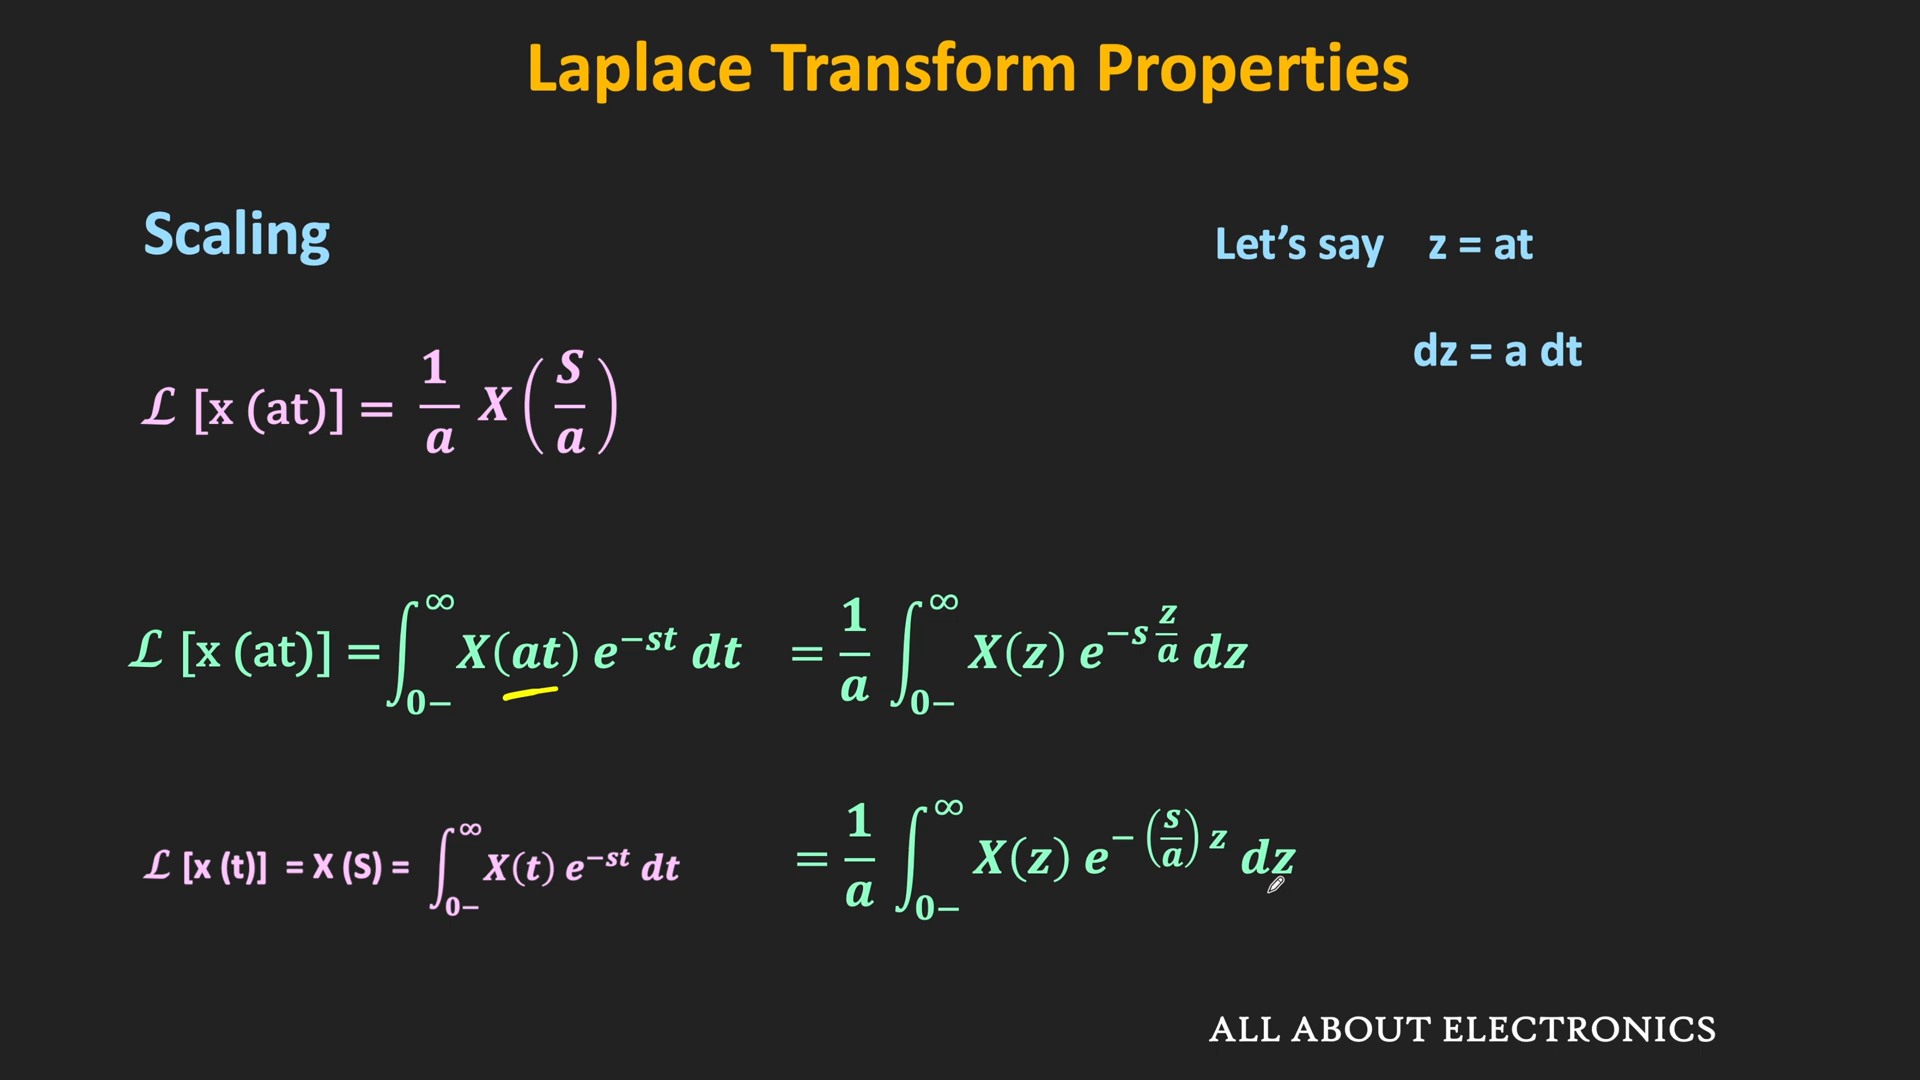 Laplace Transform Properties
Scaling
Let’s say z = at
dz = a dt
ℒ [x (at)] = 1/a X(S/a)
ℒ [x (at)] = ∫₀₋^∞ X(at) e^{−st} dt = 1/a ∫₀₋^∞ X(z) e^{−s z/a} dz
ℒ [x (t)] = X (S) = ∫₀₋^∞ X(t) e^{−st} dt
= 1/a ∫₀₋^∞ X(z) e^{−(s/a) z} dz
ALL ABOUT ELECTRONICS